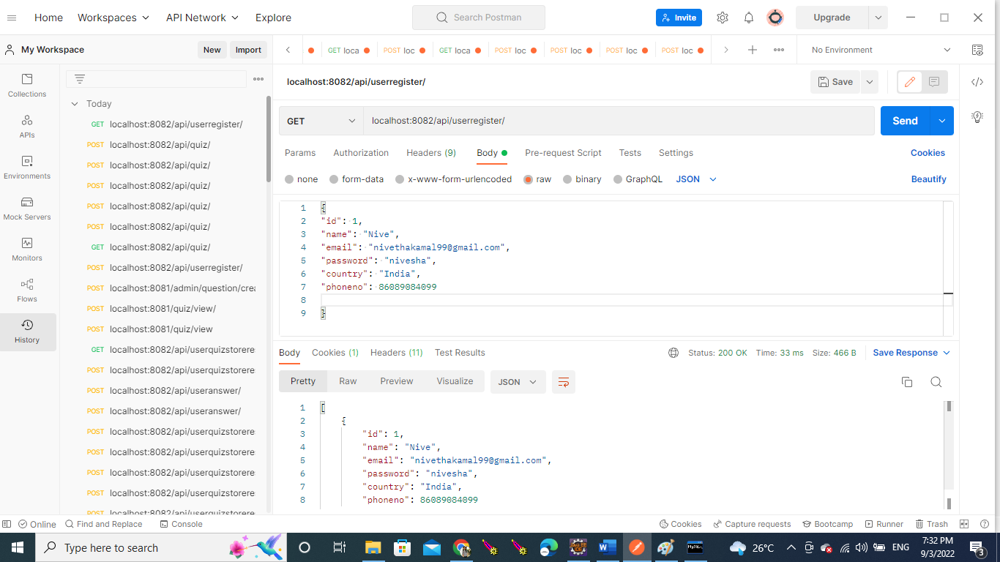 Home Workspaces API Network Explore Search Postman Invite Upgrade
My Workspace New Import GET loca POST loc GET loca POST loc POST loc POST loc POST loc No Environment
localhost:8082/api/userregister/ Save
Collections
APIs
Environments
Mock Servers
Monitors
Flows
History
Today
GET localhost:8082/api/userregister/
POST localhost:8082/api/quiz/
POST localhost:8082/api/quiz/
POST localhost:8082/api/quiz/
POST localhost:8082/api/quiz/
POST localhost:8082/api/quiz/
GET localhost:8082/api/quiz/
POST localhost:8082/api/userregister/
POST localhost:8081/admin/question/crea
POST localhost:8081/quiz/view/
POST localhost:8081/quiz/view
GET localhost:8082/api/userquizstorere
POST localhost:8082/api/userquizstorere
POST localhost:8082/api/useranswer/
POST localhost:8082/api/useranswer/
POST localhost:8082/api/userquizstorere
POST localhost:8082/api/userquizstorere
POST localhost:8082/api/userquizstorere
POST localhost:8082/api/userquizstorere
POST localhost:8082/api/userquizstorere
GET localhost:8082/api/userregister/ Send
Params Authorization Headers (9) Body Pre-request Script Tests Settings Cookies
none form-data x-www-form-urlencoded raw binary GraphQL JSON Beautify
1 {
2 "id": 1,
3 "name": "Nive",
4 "email": "nivethakamal99@gmail.com",
5 "password": "nivesha",
6 "country": "India",
7 "phoneno": 86089084099
8
9 }
Body Cookies (1) Headers (11) Test Results Status: 200 OK Time: 33 ms Size: 466 B Save Response
Pretty Raw Preview Visualize JSON
1 [
2 {
3 "id": 1,
4 "name": "Nive",
5 "email": "nivethakamal99@gmail.com",
6 "password": "nivesha",
7 "country": "India",
8 "phoneno": 86089084099
Online Find and Replace Console Cookies Capture requests Bootcamp Runner Trash
Type here to search 26°C ENG 7:32 PM
9/3/2022 3